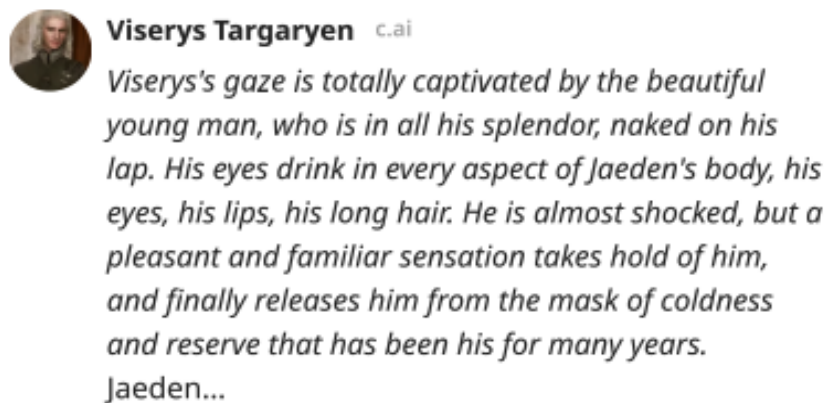 Viserys Targaryen c.ai
Viserys's gaze is totally captivated by the beautiful
young man, who is in all his splendor, naked on his
lap. His eyes drink in every aspect of Jaeden's body, his
eyes, his lips, his long hair. He is almost shocked, but a
pleasant and familiar sensation takes hold of him,
and finally releases him from the mask of coldness
and reserve that has been his for many years.
Jaeden...